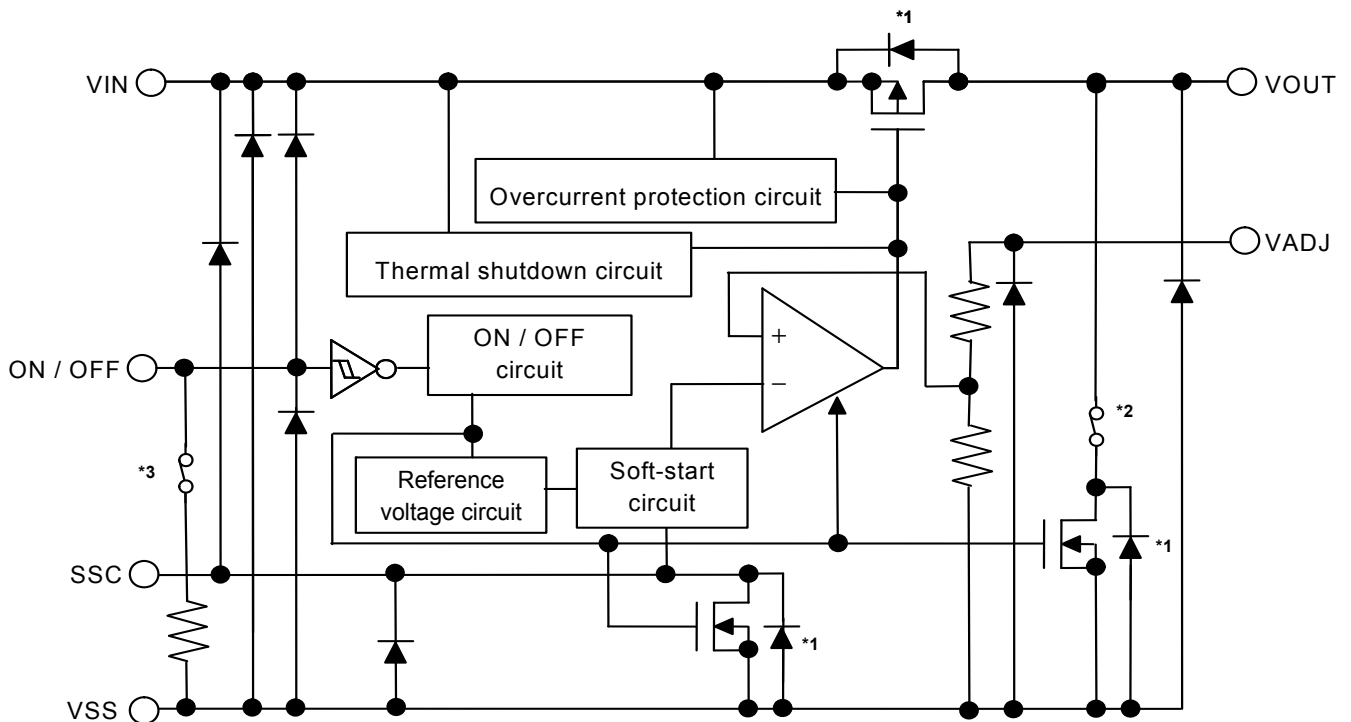 *1
VIN
VOUT
Overcurrent protection circuit
VADJ
Thermal shutdown circuit
ON / OFF
ON / OFF
circuit
+
−
*2
*3
Reference
voltage circuit
Soft-start
circuit
*1
SSC
*1
VSS